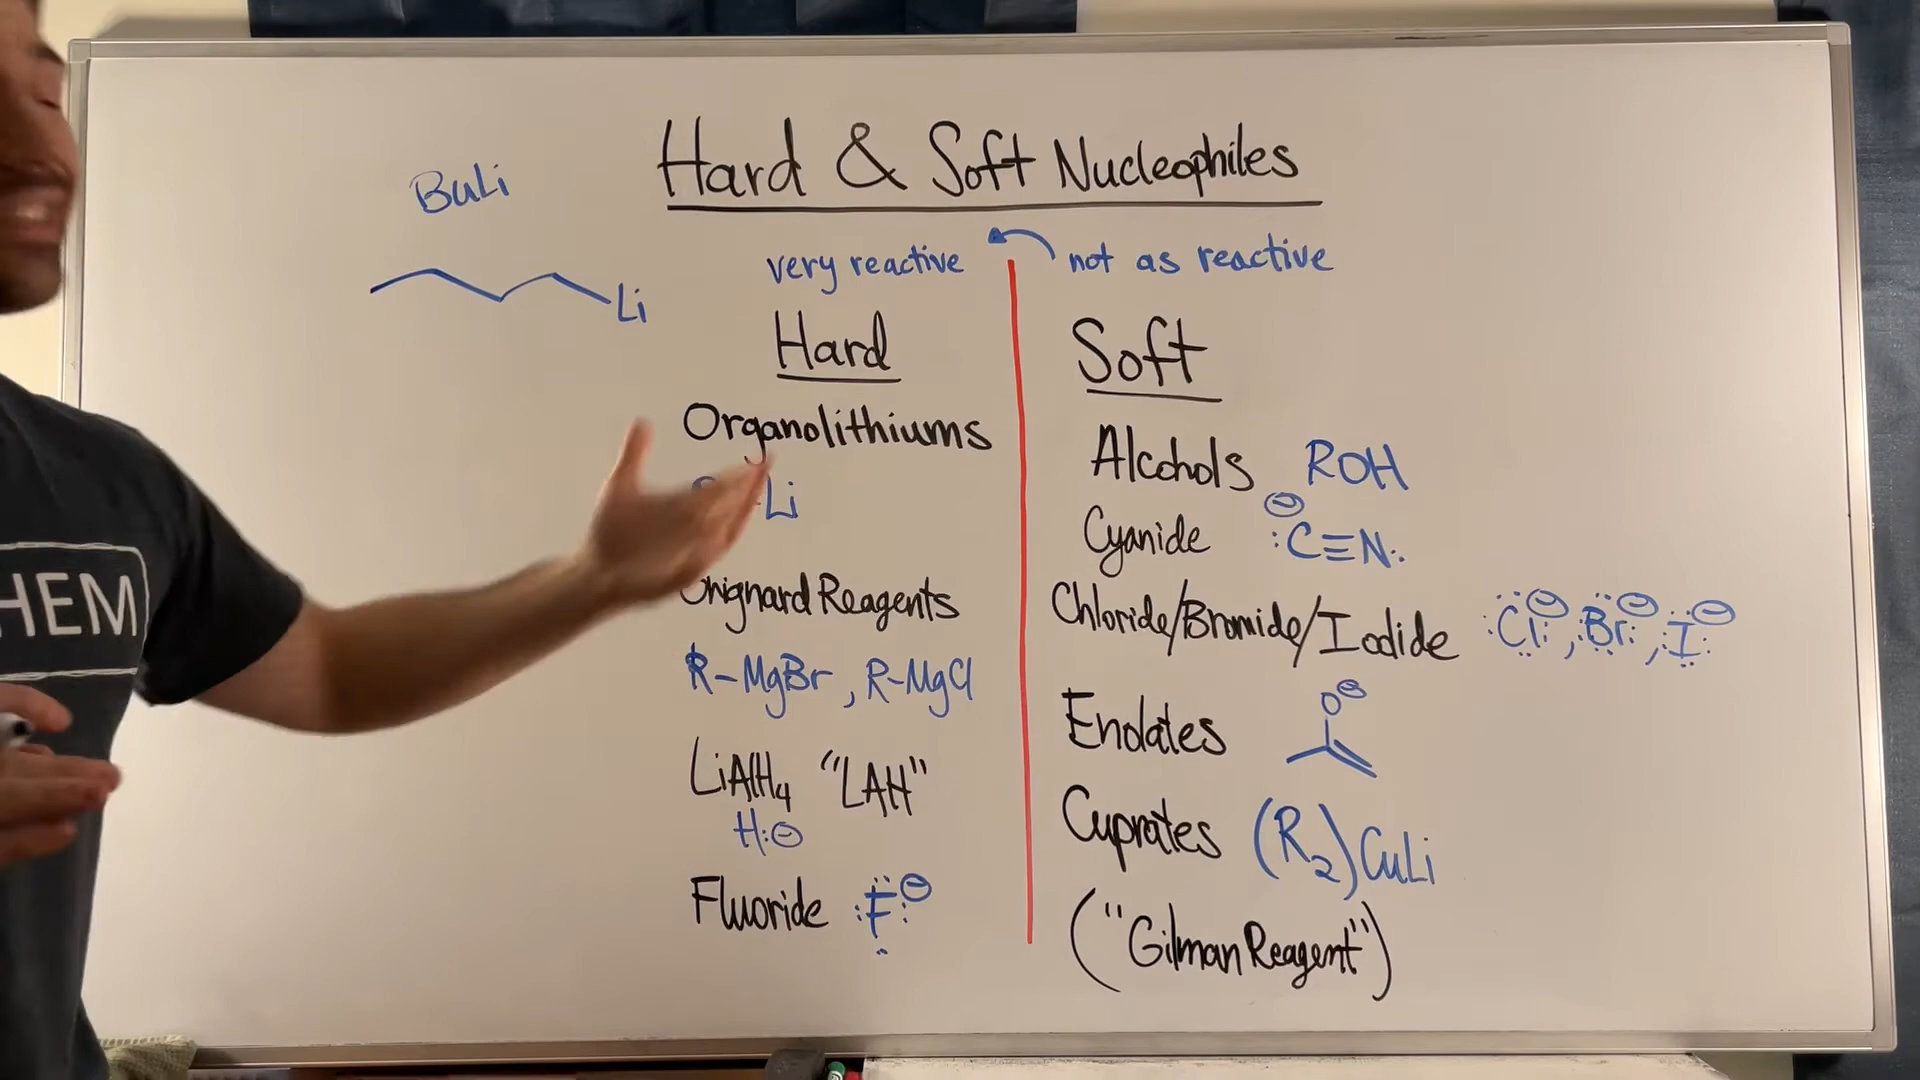 Hard & Soft Nucleophiles
BuLi
very reactive
not as reactive
Li
Hard
Soft
Organolithiums
Li
Grignard Reagents
R-MgBr, R-MgCl
LiAlH4 "LAH"
H:⊖
Fluoride :F̈:⊖
Alcohols ROH
Cyanide ⊖:C≡N:
Chloride/Bromide/Iodide :Cl:⊖, :Br:⊖, :I:⊖
Enolates O⊖
Cuprates (R2)CuLi
("Gilman Reagent")
HEM